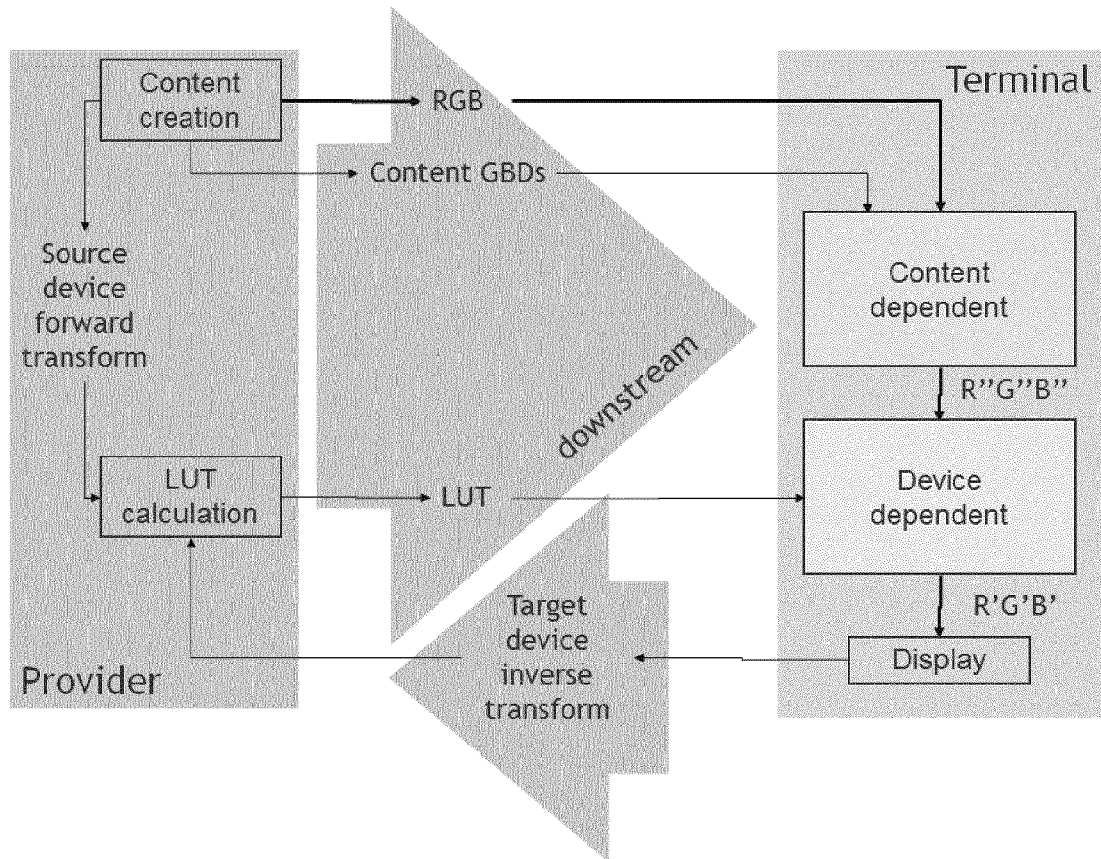 Content
creation
RGB
Terminal
Content GBDs
Source
device
forward
transform
Content
dependent
downstream
R''G''B''
LUT
calculation
LUT
Device
dependent
Target
device
inverse
transform
R'G'B'
Display
Provider